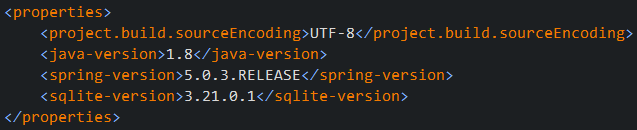 <properties>
    <project.build.sourceEncoding>UTF-8</project.build.sourceEncoding>
    <java-version>1.8</java-version>
    <spring-version>5.0.3.RELEASE</spring-version>
    <sqlite-version>3.21.0.1</sqlite-version>
</properties>